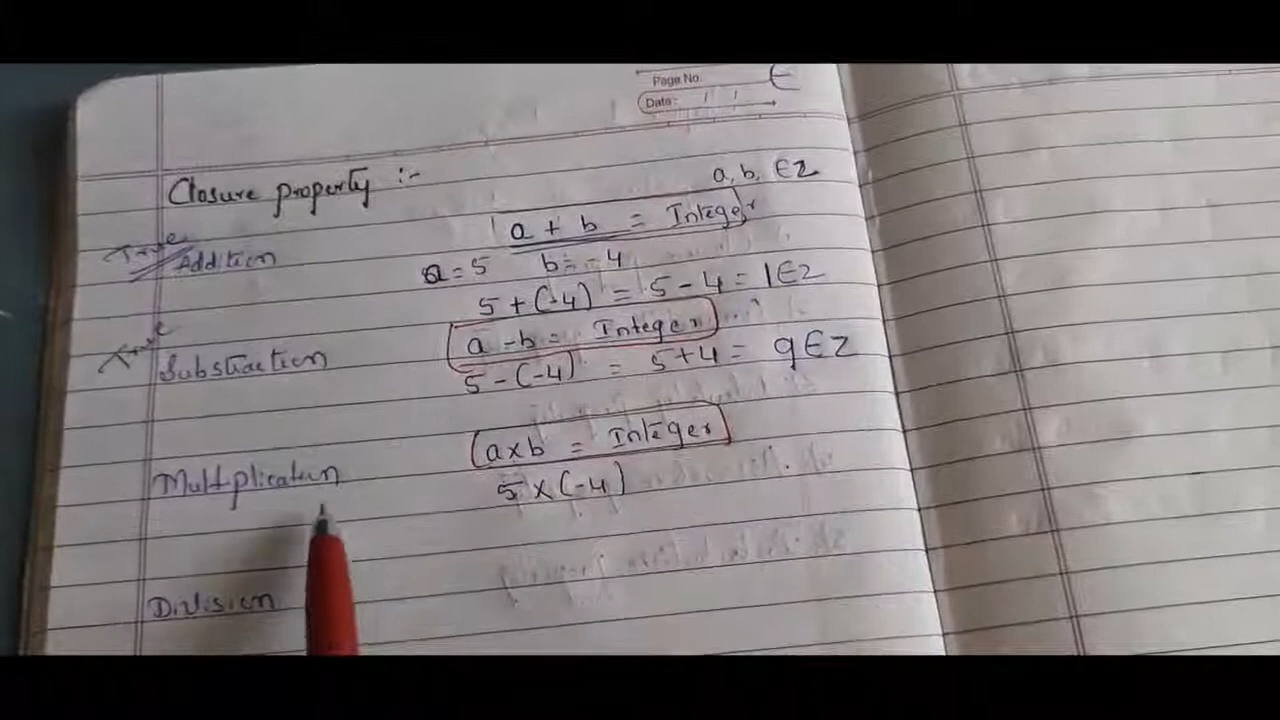 Page No. E
Date: / /
Closure property :-
a, b, ∈Z
a + b = Integer
True
Addition
a = 5 b = -4
5 + (-4) = 5 - 4 = 1∈Z
True
a - b = Integer
Substraction
5 - (-4) = 5 + 4 = 9∈Z
a×b = Integer
Multplication
5 × (-4)
Division